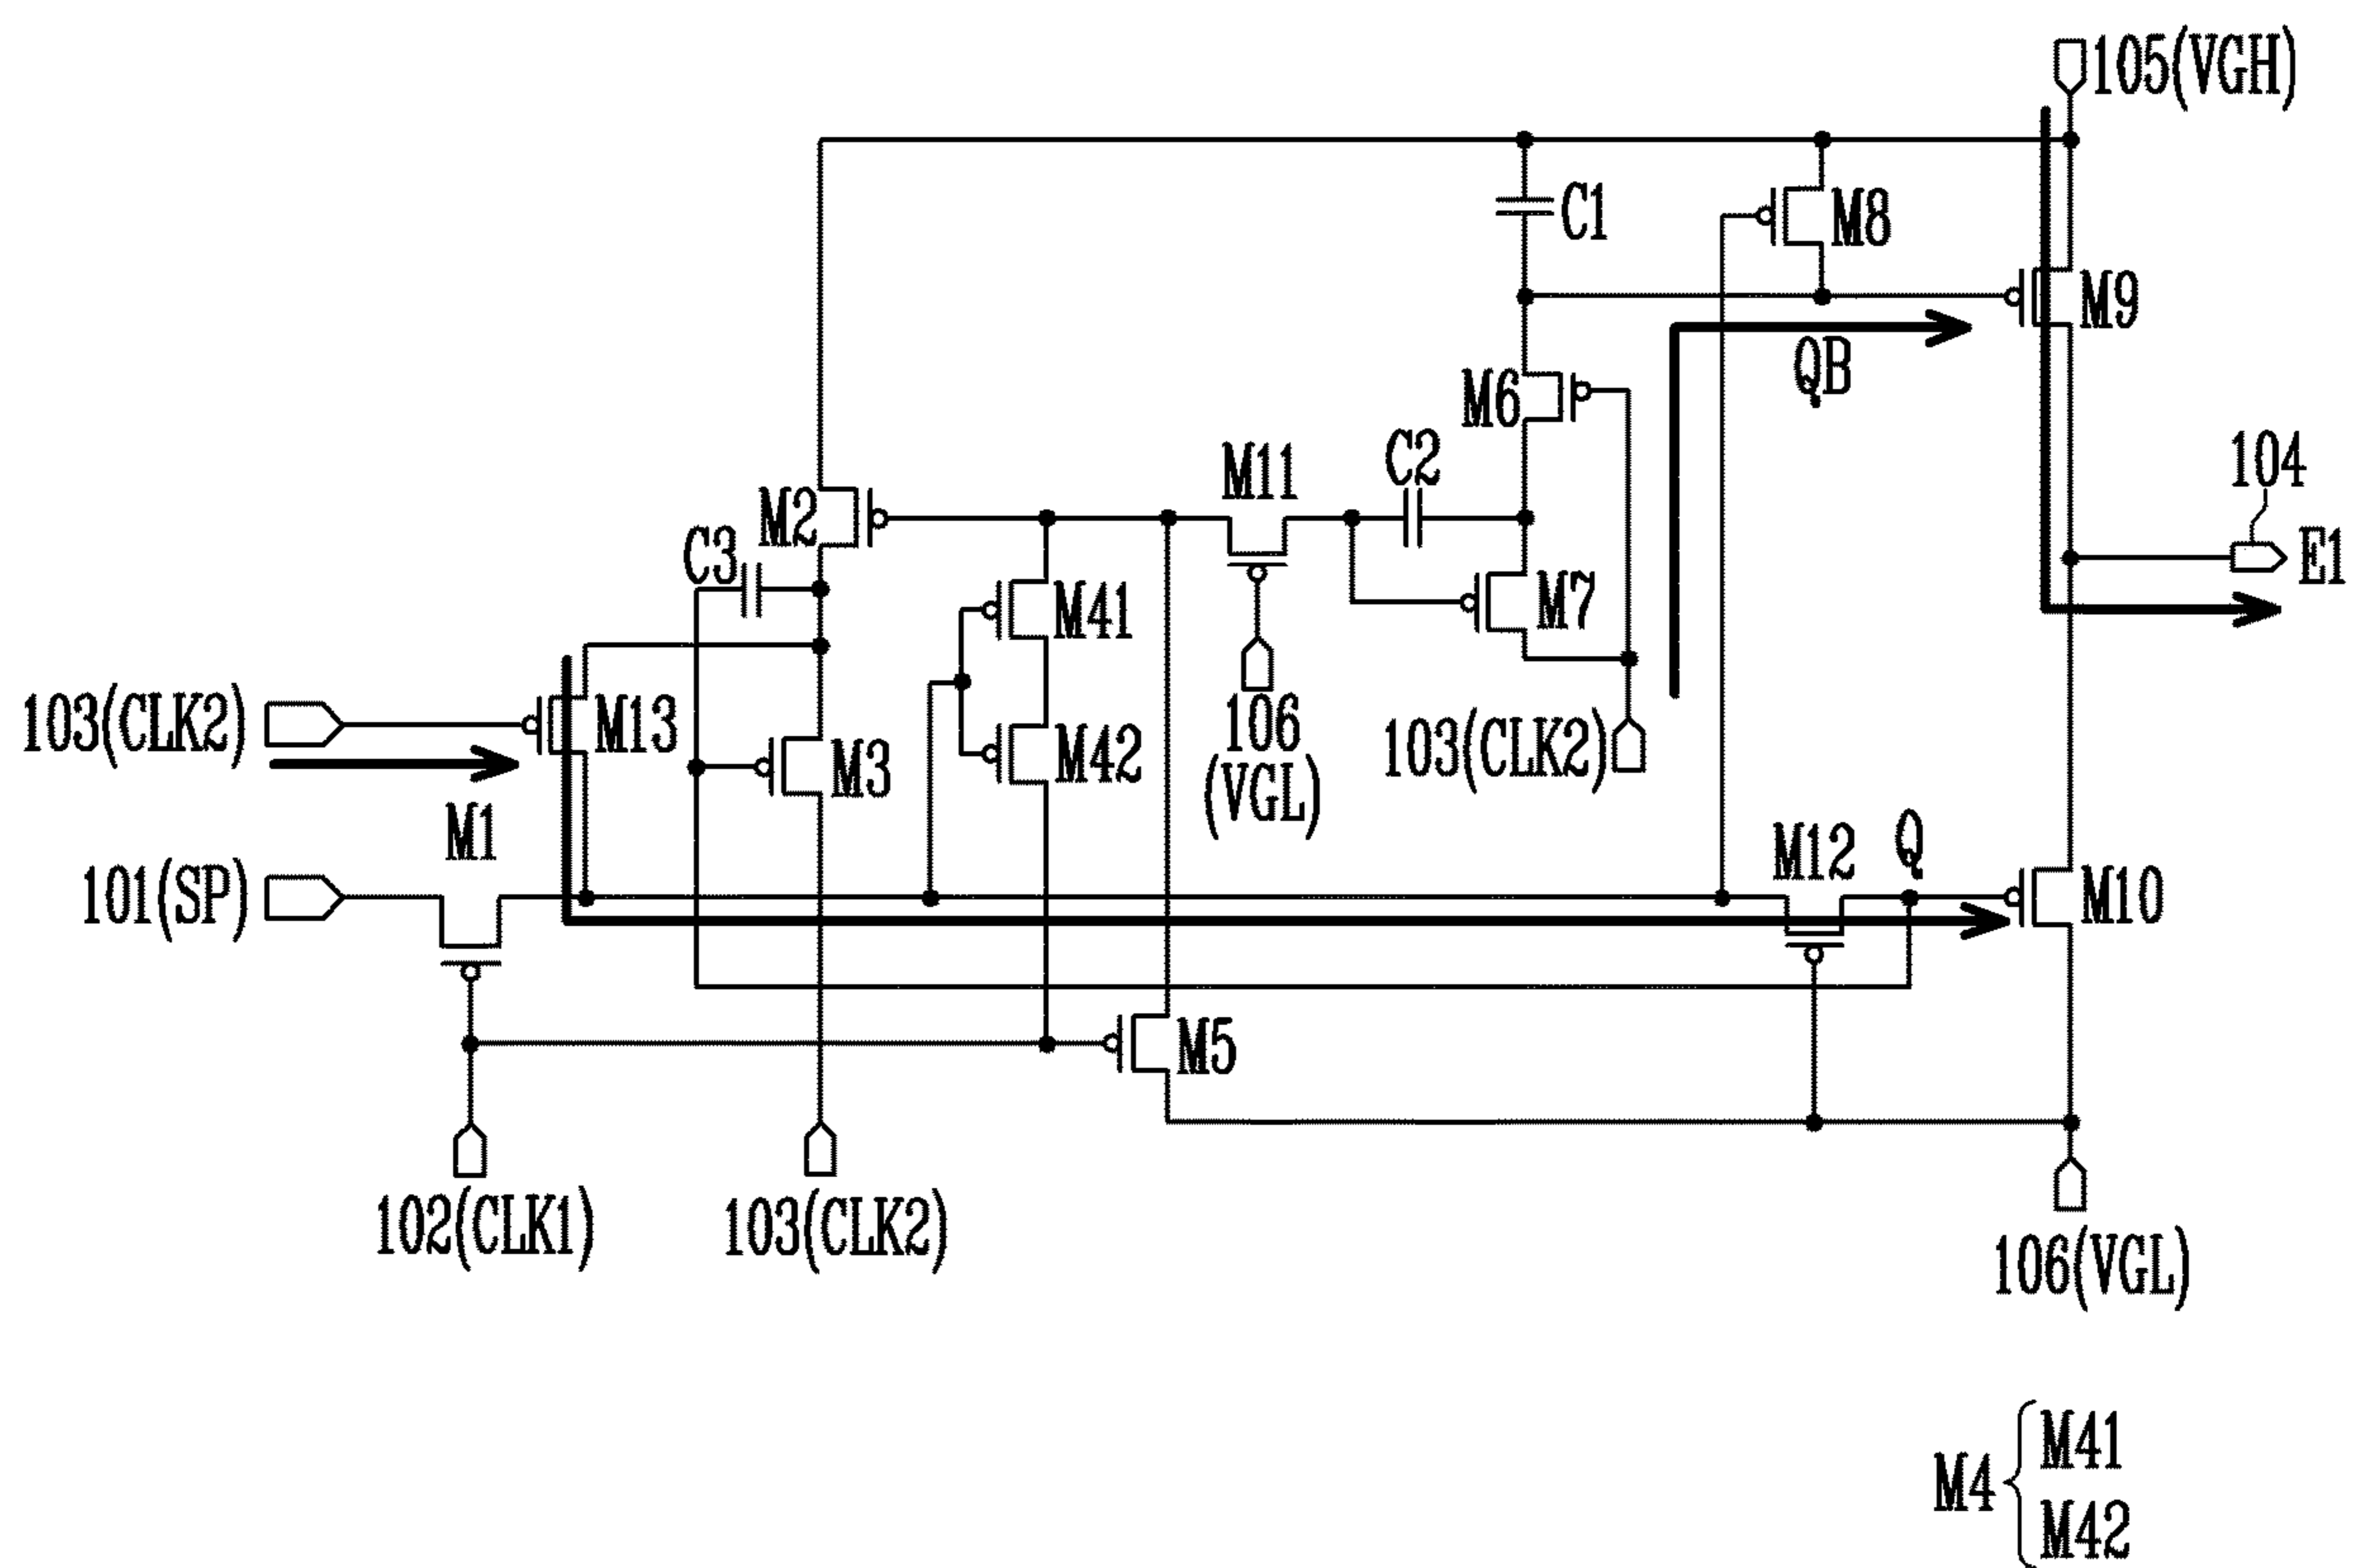 105(VGH)
C1
M8
M9
QB
M6
104
M11
C2
M2
E1
C3
M41
M7
103(CLK2)
M13
M3
M42
106
(VGL)
103(CLK2)
M1
M12
Q
101(SP)
M10
M5
102(CLK1)
103(CLK2)
106(VGL)
M4
M41
M42